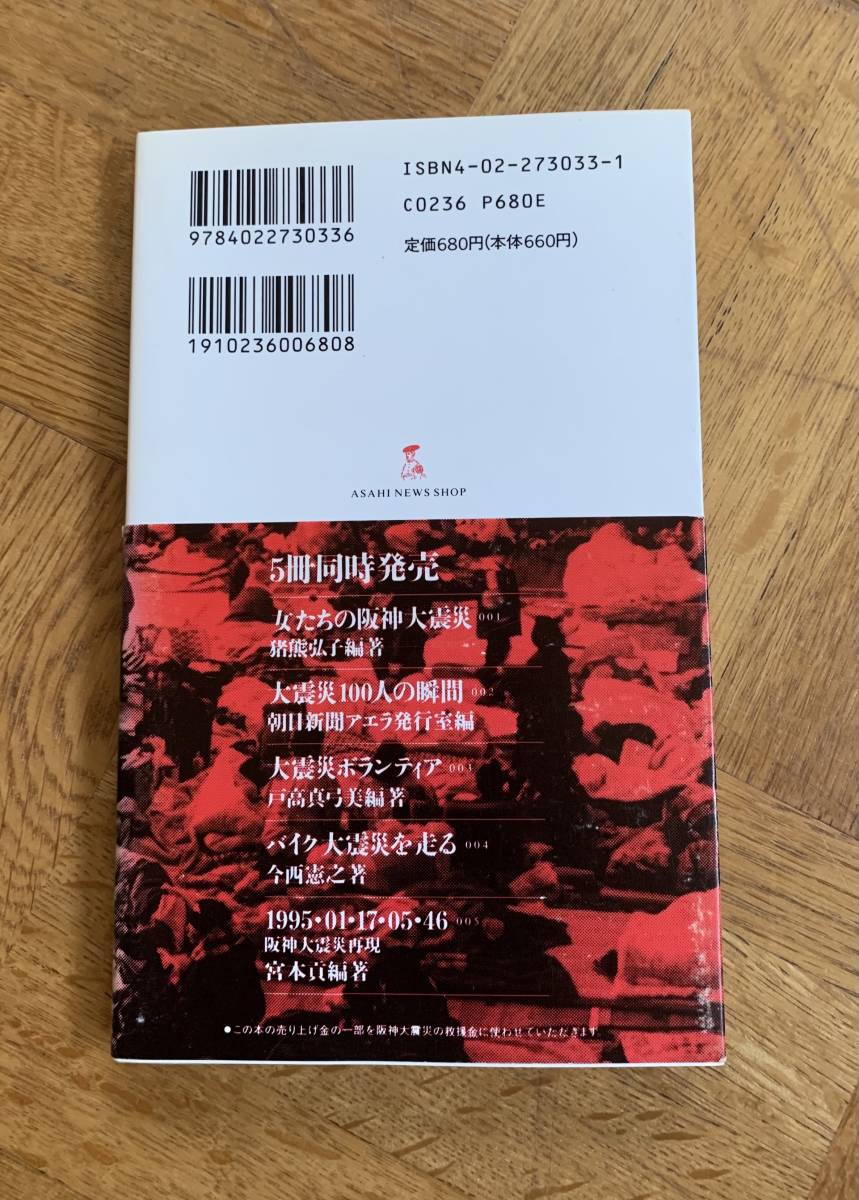 ISBN4-02-273033-1
9784022730336
C0236 P680E
定価680円(本体660円)
1910236006808
ASAHI NEWS SHOP
5冊同時発売
女たちの阪神大震災 001
猪熊弘子編著
大震災100人の瞬間 002
朝日新聞アエラ発行室編
大震災ボランティア 003
戸高真弓美編著
バイク大震災を走る 004
今西憲之著
1995・01・17・05・46 005
阪神大震災再現
宮本貢編著
●この本の売り上げ金の一部を阪神大震災の救援金に使わせていただきます